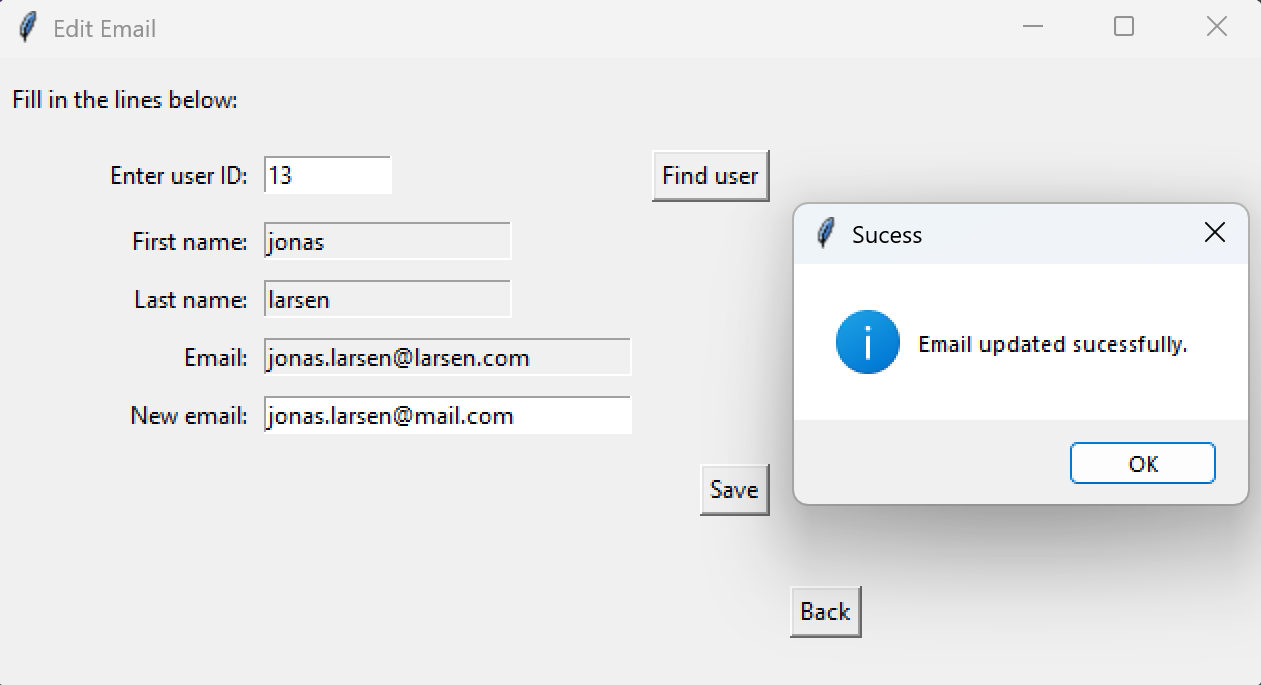 Edit Email
Fill in the lines below:
Enter user ID: 13 Find user
First name: jonas
Last name: larsen
Email: jonas.larsen@larsen.com
New email: jonas.larsen@mail.com
Save
Back
Sucess
Email updated sucessfully.
OK